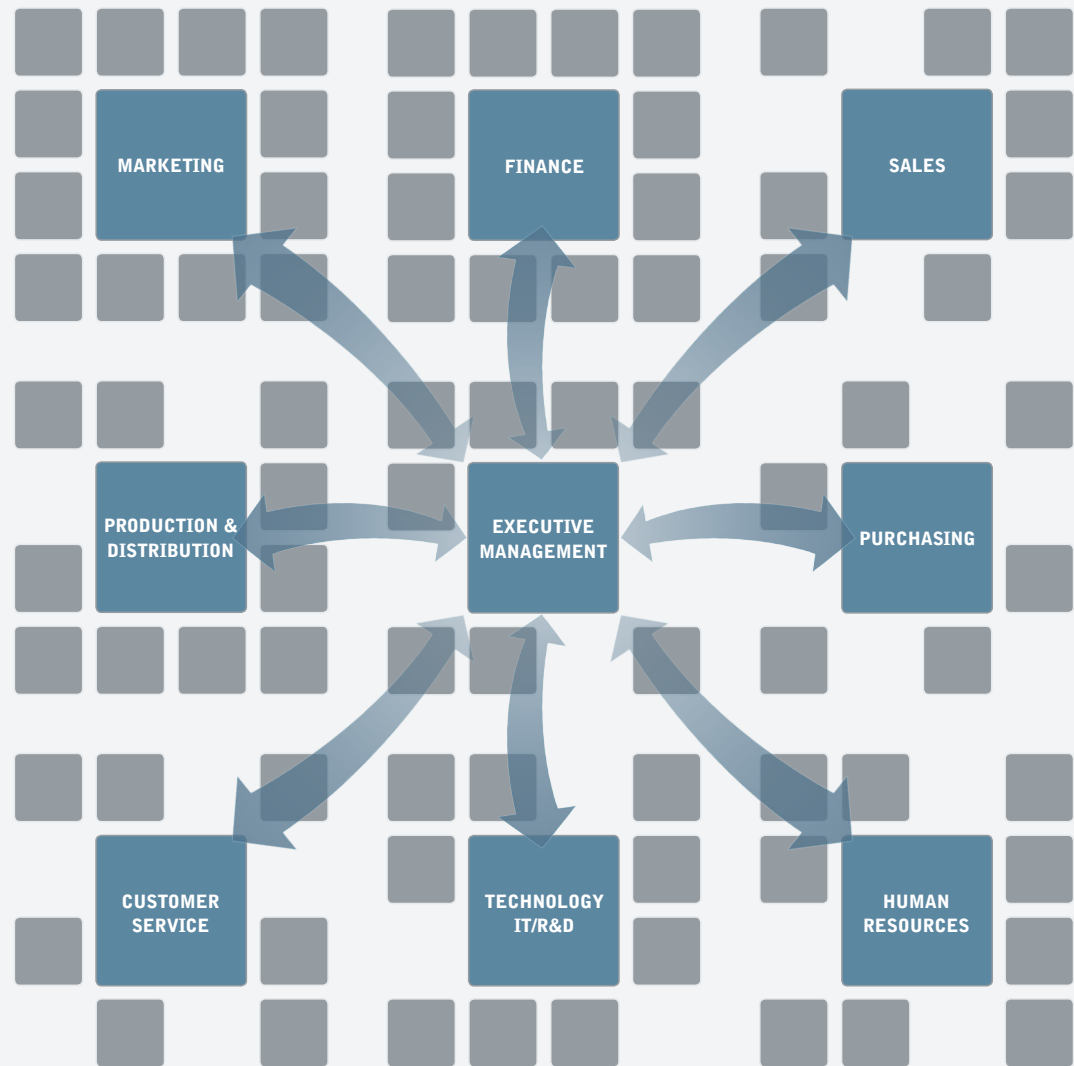 MARKETING
FINANCE
SALES
PRODUCTION &
DISTRIBUTION
EXECUTIVE
MANAGEMENT
PURCHASING
CUSTOMER
SERVICE
TECHNOLOGY
IT/R&D
HUMAN
RESOURCES